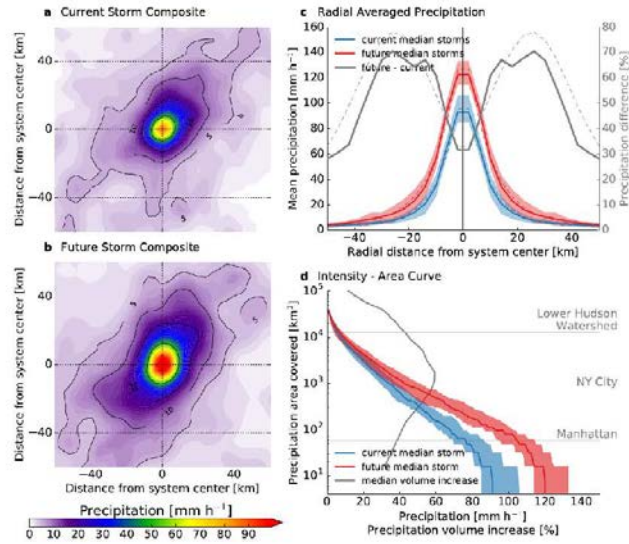 a Current Storm Composite
Distance from system center [km]
40
0
−40
b Future Storm Composite
Distance from system center [km]
40
0
−40
−40 0 40
Distance from system center [km]
Precipitation [mm h⁻¹]
0 10 20 30 40 50 60 70 80 90 100
c Radial Averaged Precipitation
current median storms
future median storms
future - current
Mean precipitation [mm h⁻¹]
160
140
120
100
80
60
40
20
0
Precipitation difference [%]
80
70
60
50
40
30
20
10
0
−40 −20 0 20 40
Radial distance from system center [km]
d Intensity - Area Curve
Precipitation area covered [km²]
10⁵
10⁴
10³
10²
10¹
Lower Hudson
Watershed
NY City
Manhattan
current median storm
future median storm
median volume increase
0 20 40 60 80 100 120 140
Precipitation [mm h⁻]
Precipitation volume increase [%]